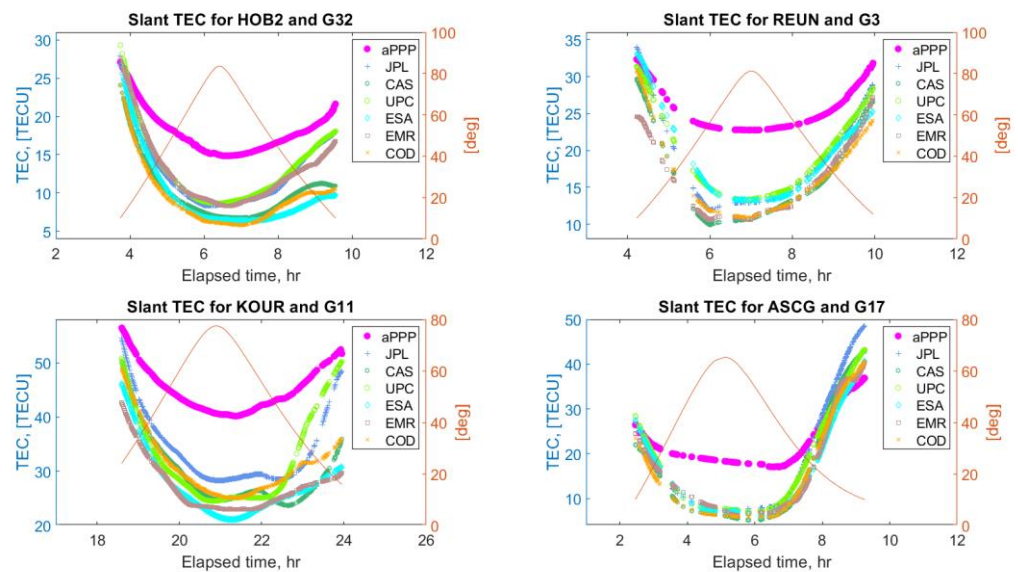 Slant TEC for HOB2 and G32
TEC, [TECU]
30
25
20
15
10
5
100
80
60
40
20
0
[deg]
2
4
6
8
10
12
Elapsed time, hr
aPPP
JPL
CAS
UPC
ESA
EMR
COD
Slant TEC for REUN and G3
TEC, [TECU]
35
30
25
20
15
10
100
80
60
40
20
0
[deg]
4
6
8
10
12
Elapsed time, hr
aPPP
JPL
CAS
UPC
ESA
EMR
COD
Slant TEC for KOUR and G11
TEC, [TECU]
50
40
30
20
80
60
40
20
0
[deg]
18
20
22
24
26
Elapsed time, hr
aPPP
JPL
CAS
UPC
ESA
EMR
COD
Slant TEC for ASCG and G17
TEC, [TECU]
50
40
30
20
10
80
60
40
20
0
[deg]
2
4
6
8
10
12
Elapsed time, hr
aPPP
JPL
CAS
UPC
ESA
EMR
COD